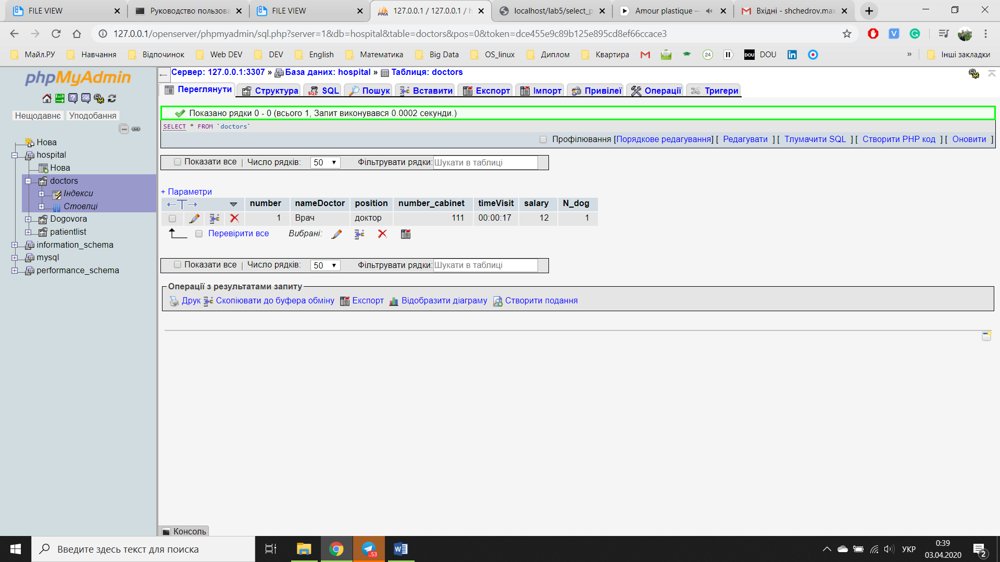 FILE VIEW
Руководство пользова
FILE VIEW
127.0.0.1 / 127.0.0.1 / h
localhost/lab5/select_p
Amour plastique –
Вхідні - shchedrov.max
127.0.0.1/openserver/phpmyadmin/sql.php?server=1&db=hospital&table=doctors&pos=0&token=dce455e9c89b125e895cd8ef66ccace3
Майл.РУ Навчання Відпочинок Web DEV DEV English Математика Big Data OS_linux Диплом Квартира 24 DOU DOU » Інші закладки
phpMyAdmin
Нещодавнє Уподобання
Нова
hospital
Нова
doctors
Індекси
Стовпці
Dogovora
patientlist
information_schema
mysql
performance_schema
Сервер: 127.0.0.1:3307 » База даних: hospital » Таблиця: doctors
Переглянути Структура SQL Пошук Вставити Експорт Імпорт Привілеї Операції Тригери
Показано рядки 0 - 0 (всього 1, Запит виконувався 0.0002 секунди.)
SELECT * FROM `doctors`
Профілювання [Порядкове редагування] [ Редагувати ] [ Тлумачити SQL ] [ Створити PHP код ] [ Оновити ]
Показати все | Число рядків: 50 Фільтрувати рядки: Шукати в таблиці
+ Параметри
number nameDoctor position number_cabinet timeVisit salary N_dog
1 Врач доктор 111 00:00:17 12 1
Перевірити все Вибрані:
Показати все | Число рядків: 50 Фільтрувати рядки: Шукати в таблиці
Операції з результатами запиту
Друк Скопіювати до буфера обміну Експорт Відобразити діаграму Створити подання
Консоль
Введите здесь текст для поиска
..53
УКР
0:39
03.04.2020
2